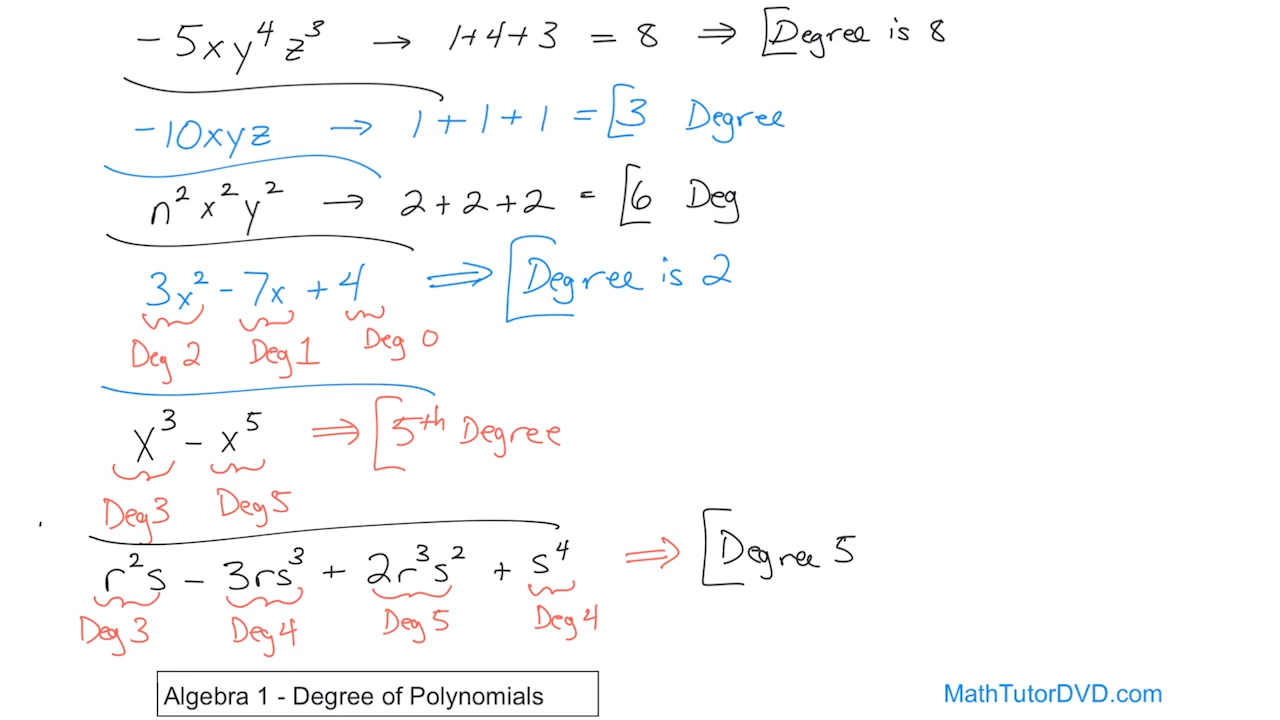 -5xy⁴z³ → 1+4+3 = 8 ⇒ [Degree is 8
-10xyz → 1+1+1 = [3 Degree
n²x²y² → 2+2+2 = [6 Deg
3x² - 7x + 4 ⇒ [Degree is 2
Deg 2 Deg 1 Deg 0
x³ - x⁵ ⇒ [5ᵗʰ Degree
Deg 3 Deg 5
r²s - 3rs³ + 2r³s² + s⁴ ⇒ [Degree 5
Deg 3 Deg 4 Deg 5 Deg 4
Algebra 1 - Degree of Polynomials
MathTutorDVD.com